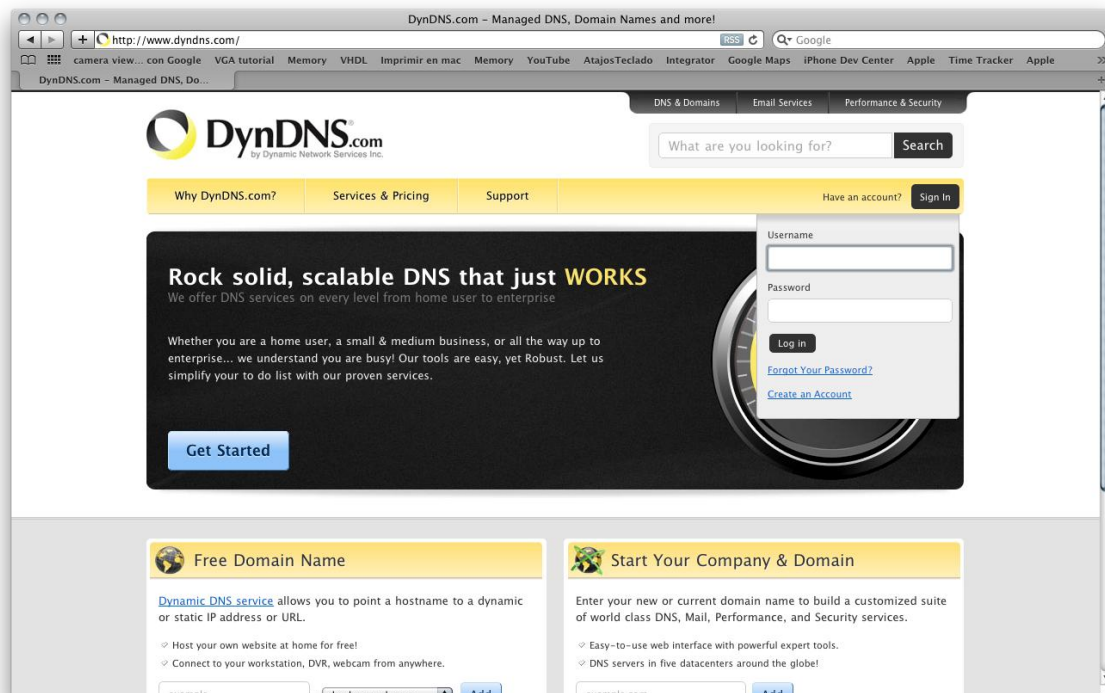 DynDNS.com – Managed DNS, Domain Names and more!
http://www.dyndns.com/
RSS
Google
camera view... con Google VGA tutorial Memory VHDL Imprimir en mac Memory YouTube AtajosTeclado Integrator Google Maps iPhone Dev Center Apple Time Tracker Apple
DynDNS.com – Managed DNS, Do...
DNS & Domains Email Services Performance & Security
DynDNS.com
by Dynamic Network Services Inc.
What are you looking for? Search
Why DynDNS.com? Services & Pricing Support Have an account? Sign In
Username
Password
Log in
Forgot Your Password?
Create an Account
Rock solid, scalable DNS that just WORKS
We offer DNS services on every level from home user to enterprise
Whether you are a home user, a small & medium business, or all the way up to
enterprise... we understand you are busy! Our tools are easy, yet Robust. Let us
simplify your to do list with our proven services.
Get Started
Free Domain Name
Dynamic DNS service allows you to point a hostname to a dynamic
or static IP address or URL.
Host your own website at home for free!
Connect to your workstation, DVR, webcam from anywhere.
Add
Start Your Company & Domain
Enter your new or current domain name to build a customized suite
of world class DNS, Mail, Performance, and Security services.
Easy-to-use web interface with powerful expert tools.
DNS servers in five datacenters around the globe!
Add